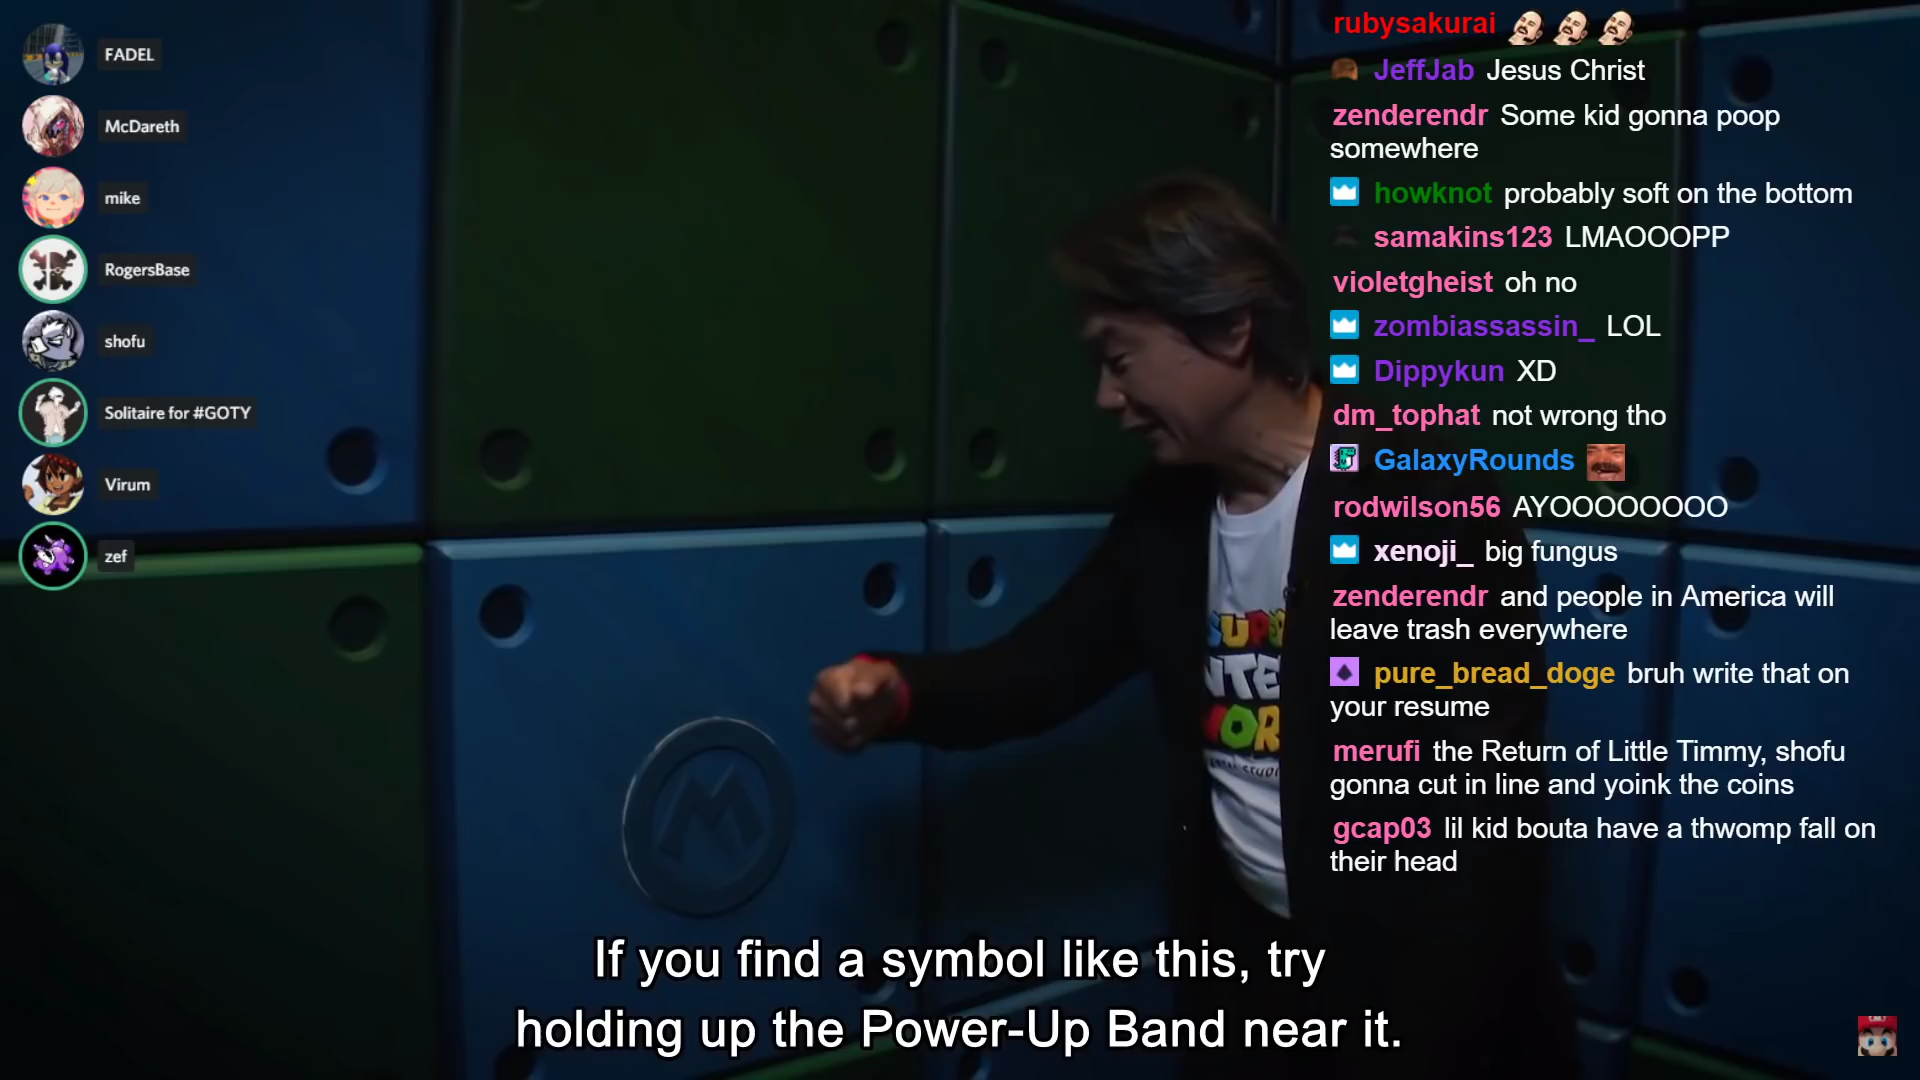 FADEL
McDareth
mike
RogersBase
shofu
Solitaire for #GOTY
Virum
zef
rubysakurai
JeffJab Jesus Christ
zenderendr Some kid gonna poop
somewhere
howknot probably soft on the bottom
samakins123 LMAOOOPP
violetgheist oh no
zombiassassin_ LOL
Dippykun XD
dm_tophat not wrong tho
GalaxyRounds
rodwilson56 AYOOOOOOOO
xenoji_ big fungus
zenderendr and people in America will
leave trash everywhere
pure_bread_doge bruh write that on
your resume
merufi the Return of Little Timmy, shofu
gonna cut in line and yoink the coins
gcap03 lil kid bouta have a thwomp fall on
their head
M
If you find a symbol like this, try
holding up the Power-Up Band near it.